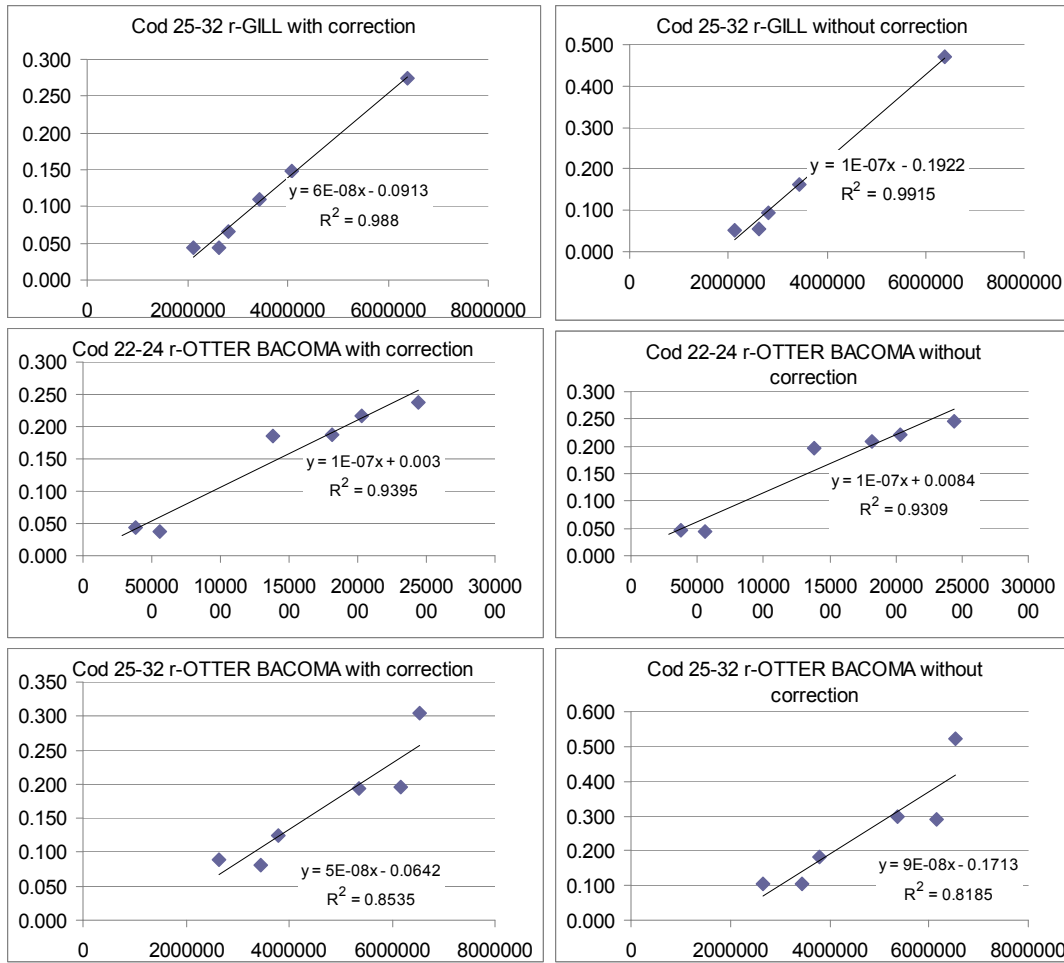 Cod 25-32 r-GILL with correction
0.300
0.250
0.200
0.150
0.100
0.050
0.000
y = 6E-08x - 0.0913
R2 = 0.988
0 2000000 4000000 6000000 8000000
Cod 25-32 r-GILL without correction
0.500
0.400
0.300
0.200
0.100
0.000
y = 1E-07x - 0.1922
R2 = 0.9915
0 2000000 4000000 6000000 8000000
Cod 22-24 r-OTTER BACOMA with correction
0.300
0.250
0.200
0.150
0.100
0.050
0.000
y = 1E-07x + 0.003
R2 = 0.9395
0 50000 10000 15000 20000 25000 30000
0 00 00 00 00 00
Cod 22-24 r-OTTER BACOMA without
correction
0.300
0.250
0.200
0.150
0.100
0.050
0.000
y = 1E-07x + 0.0084
R2 = 0.9309
0 50000 10000 15000 20000 25000 30000
0 00 00 00 00 00
Cod 25-32 r-OTTER BACOMA with correction
0.350
0.300
0.250
0.200
0.150
0.100
0.050
0.000
y = 5E-08x - 0.0642
R2 = 0.8535
0 2000000 4000000 6000000 8000000
Cod 25-32 r-OTTER BACOMA without
correction
0.600
0.500
0.400
0.300
0.200
0.100
0.000
y = 9E-08x - 0.1713
R2 = 0.8185
0 2000000 4000000 6000000 8000000